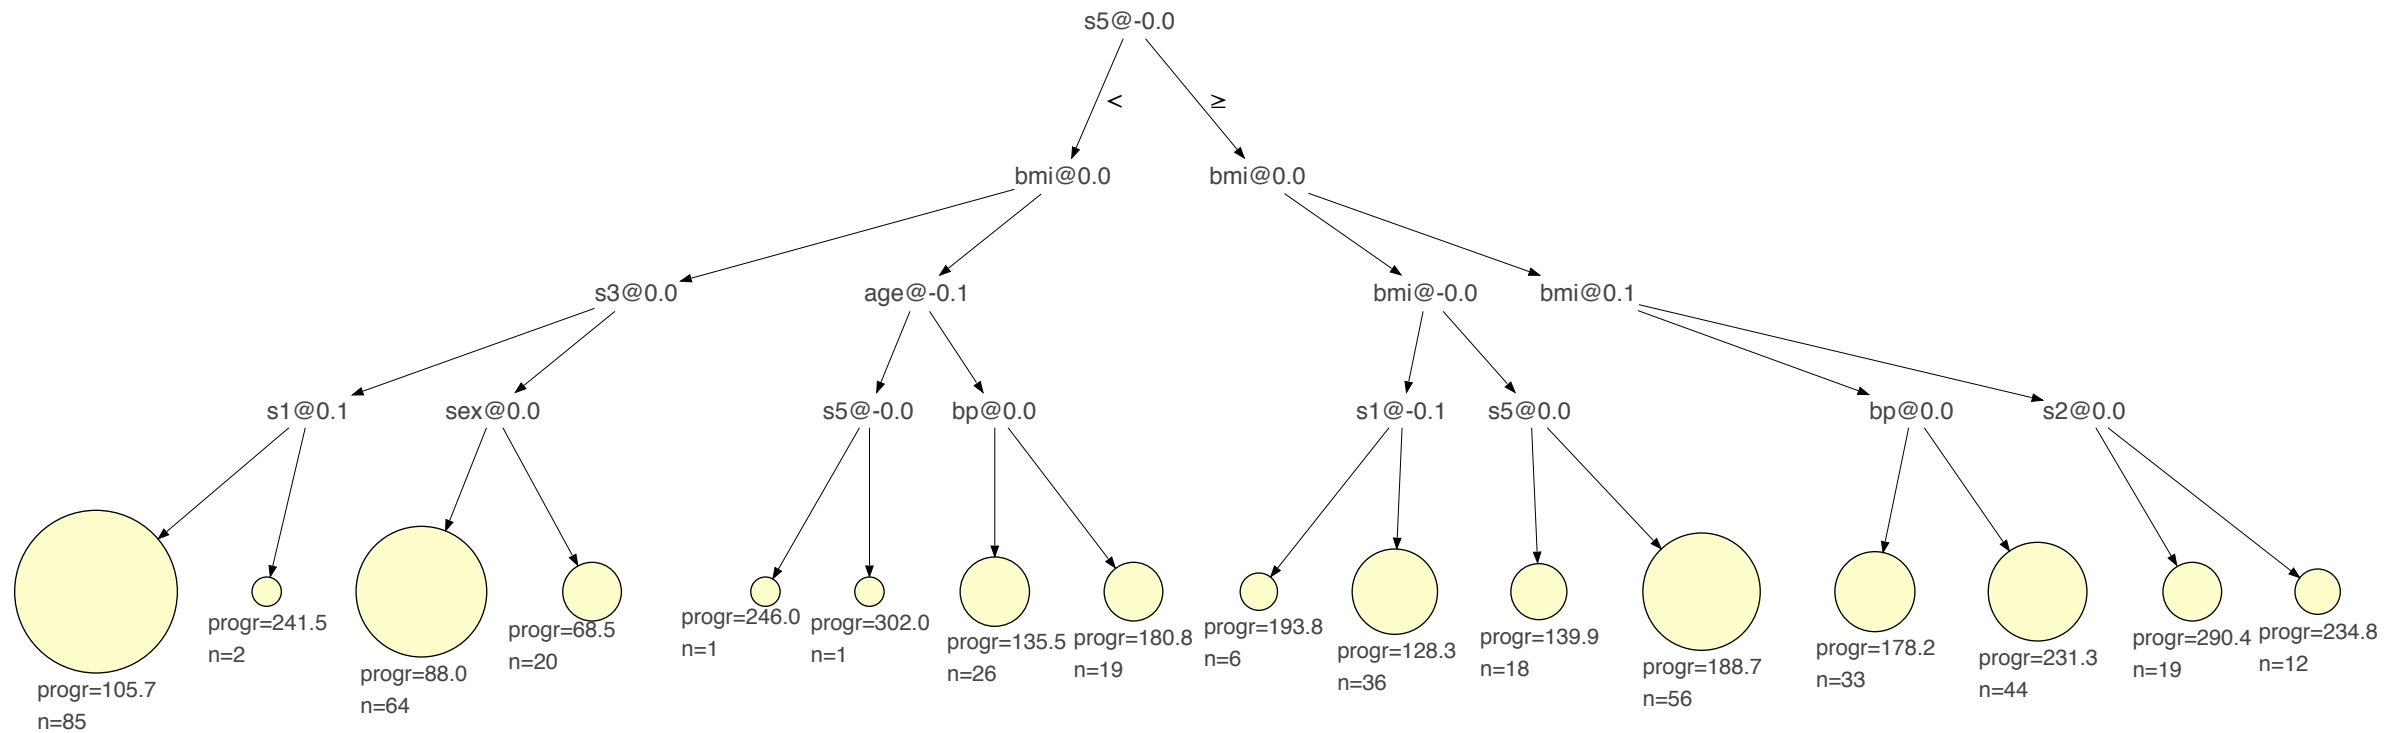 s5@-0.0
<
≥
bmi@0.0
bmi@0.0
s3@0.0
age@-0.1
bmi@-0.0
bmi@0.1
s1@0.1
sex@0.0
s5@-0.0
bp@0.0
s1@-0.1
s5@0.0
bp@0.0
s2@0.0
progr=105.7
n=85
progr=241.5
n=2
progr=88.0
n=64
progr=68.5
n=20
progr=246.0
n=1
progr=302.0
n=1
progr=135.5
n=26
progr=180.8
n=19
progr=193.8
n=6
progr=128.3
n=36
progr=139.9
n=18
progr=188.7
n=56
progr=178.2
n=33
progr=231.3
n=44
progr=290.4
n=19
progr=234.8
n=12